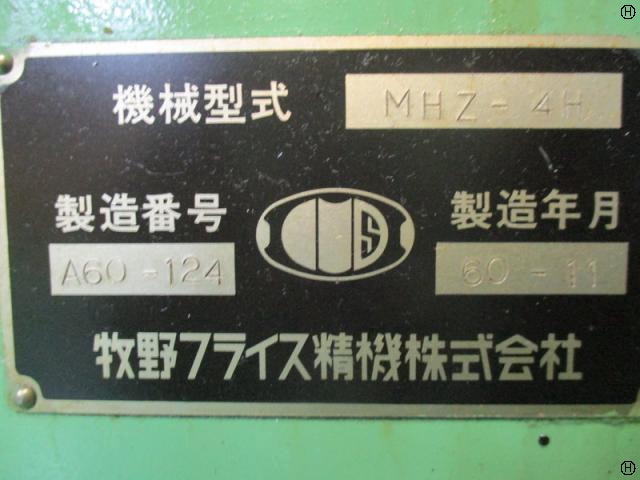 機械型式 MHZ-4H
製造番号 製造年月
A60-124 60-11
牧野フライス精機株式会社